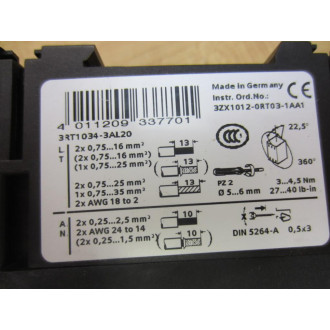 Made in Germany
Instr. Ord.No.:
3ZX1012-0RT03-1AA1
CE
4 011209 337701
3RT1034-3AL20
CCC
22,5°
360°
L
T
2x 0,75...16 mm²
(2x 0,75...25 mm²)
(1x 0,75...25 mm²)
13
13
2x 0,75...25 mm²
1x 0,75...35 mm²
2x AWG 18 to 2
13
PZ 2
Ø 5...6 mm
3...4,5 Nm
27...40 lb-in
A
N
2x 0,25...2,5 mm²
2x AWG 24 to 14
(2x 0,25...1,5 mm²)
10
10
DIN 5264-A
0,5x3